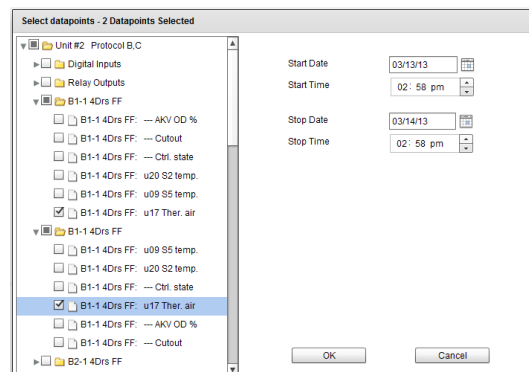 Select datapoints - 2 Datapoints Selected
Unit #2 Protocol B,C
Digital Inputs
Relay Outputs
B1-1 4Drs FF
B1-1 4Drs FF: --- AKV OD %
B1-1 4Drs FF: --- Cutout
B1-1 4Drs FF: --- Ctrl. state
B1-1 4Drs FF: u20 S2 temp.
B1-1 4Drs FF: u09 S5 temp.
B1-1 4Drs FF: u17 Ther. air
B1-1 4Drs FF
B1-1 4Drs FF: u09 S5 temp.
B1-1 4Drs FF: u20 S2 temp.
B1-1 4Drs FF: --- Ctrl. state
B1-1 4Drs FF: u17 Ther. air
B1-1 4Drs FF: --- AKV OD %
B1-1 4Drs FF: --- Cutout
B2-1 4Drs FF
Start Date 03/13/13
Start Time 02: 58 pm
Stop Date 03/14/13
Stop Time 02: 58 pm
OK Cancel